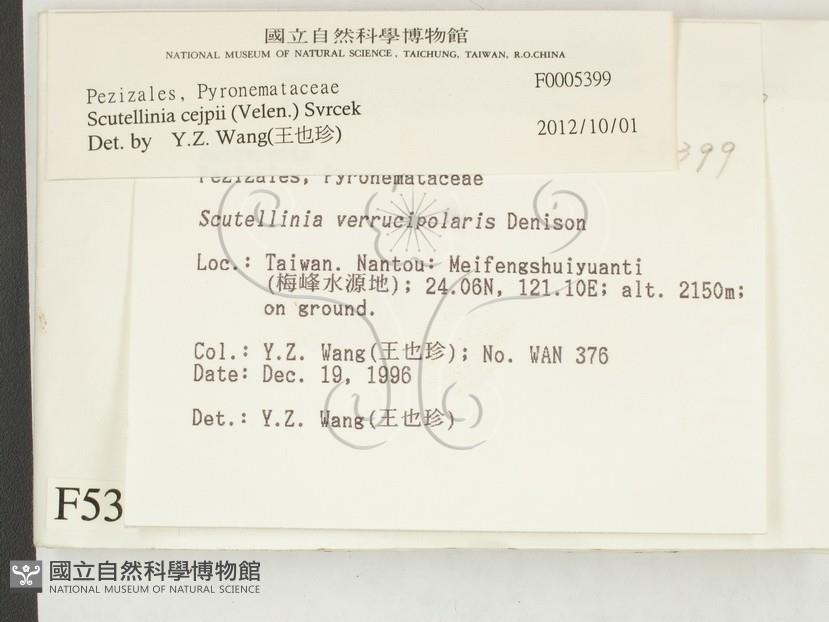 國立自然科學博物館
NATIONAL MUSEUM OF NATURAL SCIENCE, TAICHUNG, TAIWAN, R.O.CHINA
Pezizales, Pyronemataceae
F0005399
Scutellinia cejpii (Velen.) Svrcek
Det. by Y.Z. Wang(王也珍)
2012/10/01
399
Pezizales, Pyronemataceae
Scutellinia verrucipolaris Denison
Loc.: Taiwan. Nantou: Meifengshuiyuanti
(梅峰水源地); 24.06N, 121.10E; alt. 2150m;
on ground.
Col.: Y.Z. Wang(王也珍); No. WAN 376
Date: Dec. 19, 1996
Det.: Y.Z. Wang(王也珍)
F53
國立自然科學博物館
NATIONAL MUSEUM OF NATURAL SCIENCE